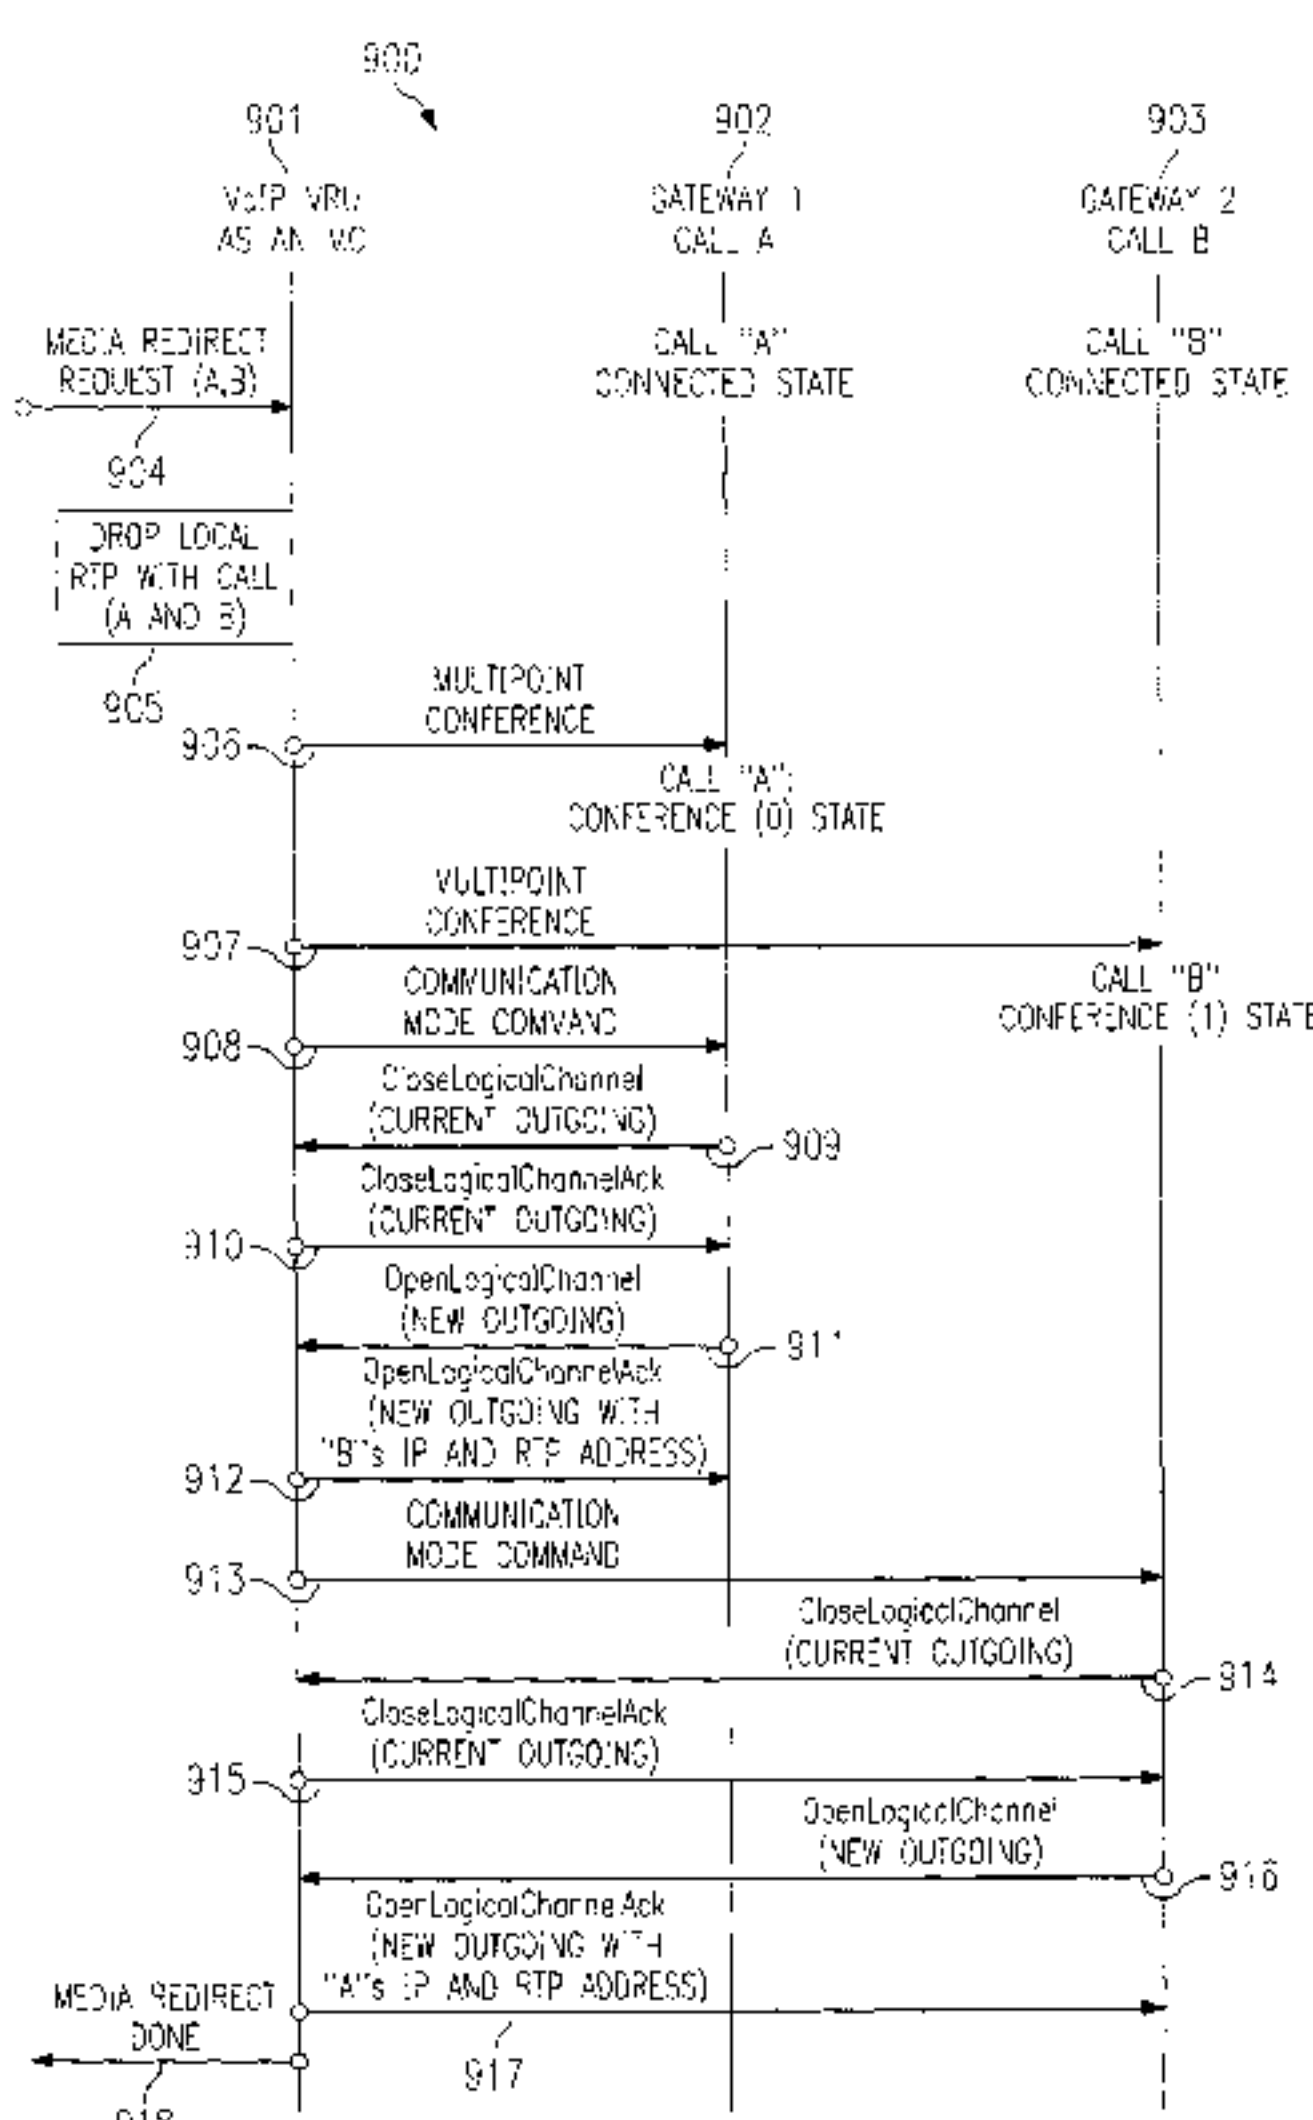 900
901
902
903
VoIP VRU
AS AN MC
GATEWAY 1
CALL A
GATEWAY 2
CALL B
MEDIA REDIRECT
REQUEST (A,B)
904
CALL "A"
CONNECTED STATE
CALL "B"
CONNECTED STATE
DROP LOCAL
RTP WITH CALL
(A AND B)
905
MULTIPOINT
CONFERENCE
906
CALL "A":
CONFERENCE (0) STATE
MULTIPOINT
CONFERENCE
907
CALL "B"
CONFERENCE (1) STATE
COMMUNICATION
MODE COMMAND
908
CloseLogicalChannel
(CURRENT OUTGOING)
909
CloseLogicalChannelAck
(CURRENT OUTGOING)
910
OpenLogicalChannel
(NEW OUTGOING)
911
OpenLogicalChannelAck
(NEW OUTGOING WITH
"B"s IP AND RTP ADDRESS)
912
COMMUNICATION
MODE COMMAND
913
CloseLogicalChannel
(CURRENT OUTGOING)
914
CloseLogicalChannelAck
(CURRENT OUTGOING)
915
OpenLogicalChannel
(NEW OUTGOING)
916
OpenLogicalChannelAck
(NEW OUTGOING WITH
"A"s IP AND RTP ADDRESS)
917
MEDIA REDIRECT
DONE
918